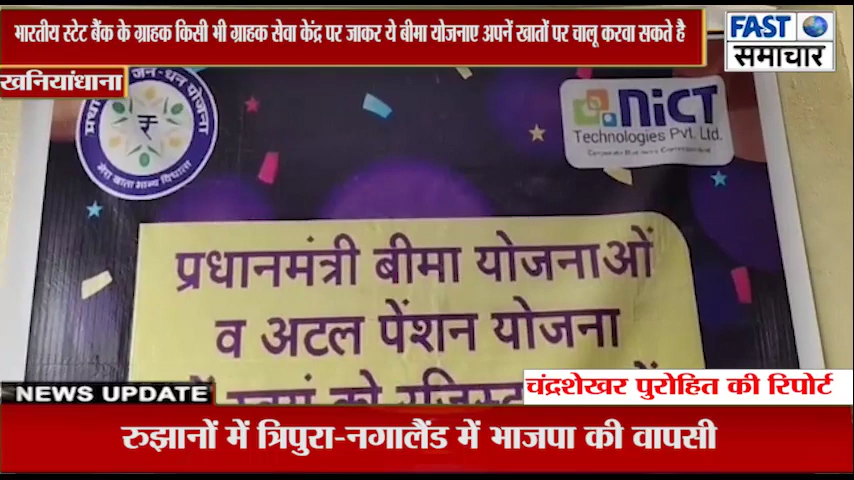 भारतीय स्टेट बैंक के ग्राहक किसी भी ग्राहक सेवा केंद्र पर जाकर ये बीमा योजनाए अपनें खातों पर चालू करवा सकते है
FAST
समाचार
खनियांधाना
जन-धन योजना
मेरा खाता भाग्य विधाता
NiCT
Technologies Pvt. Ltd.
प्रधानमंत्री बीमा योजनाओं
व अटल पेंशन योजना
NEWS UPDATE
चंद्रशेखर पुरोहित की रिपोर्ट
रुझानों में त्रिपुरा-नगालैंड में भाजपा की वापसी